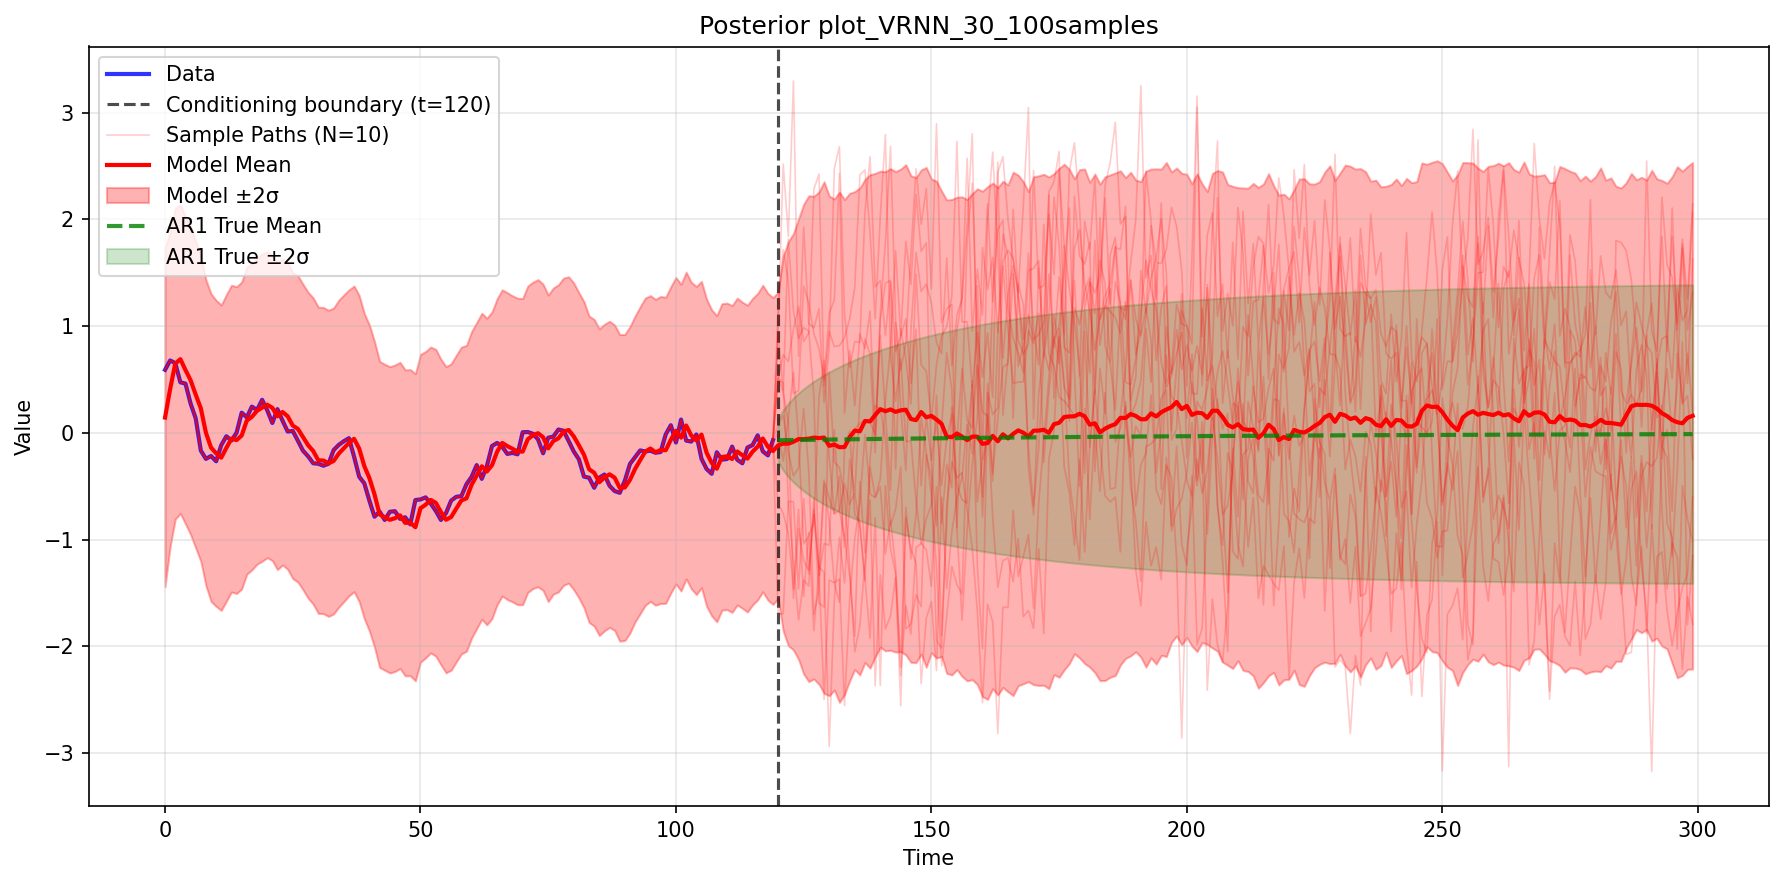 Posterior plot_VRNN_30_100samples
Data
Conditioning boundary (t=120)
Sample Paths (N=10)
Model Mean
Model ±2σ
AR1 True Mean
AR1 True ±2σ
Value
3
2
1
0
−1
−2
−3
0
50
100
150
200
250
300
Time